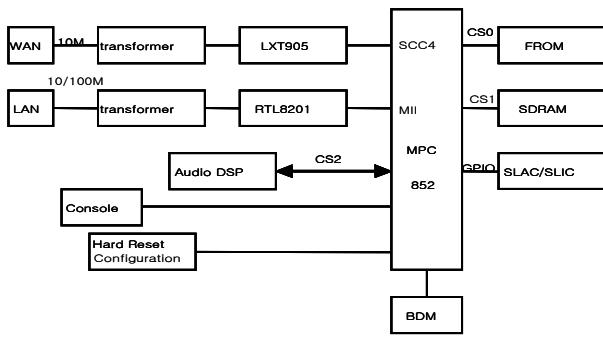 CS0
WAN 10M transformer LXT905 SCC4 FROM
10/100M
CS1
LAN transformer RTL8201 MII SDRAM
MPC
CS2
GPIO
Audio DSP SLAC/SLIC
852
Console
Hard Reset
Configuration
BDM